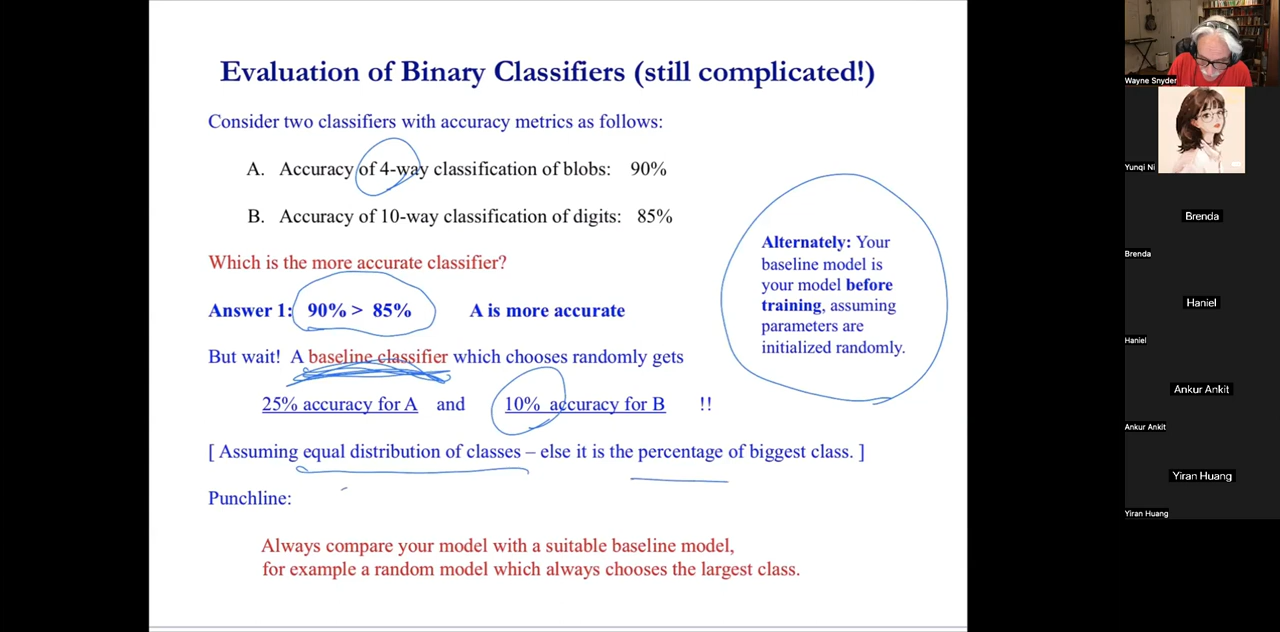 Evaluation of Binary Classifiers (still complicated!)
Consider two classifiers with accuracy metrics as follows:
A. Accuracy of 4-way classification of blobs: 90%
B. Accuracy of 10-way classification of digits: 85%
Which is the more accurate classifier?
Answer 1: 90% > 85% A is more accurate
But wait! A baseline classifier which chooses randomly gets
25% accuracy for A and 10% accuracy for B !!
[ Assuming equal distribution of classes – else it is the percentage of biggest class. ]
Punchline:
Always compare your model with a suitable baseline model,
for example a random model which always chooses the largest class.
Alternately: Your
baseline model is
your model before
training, assuming
parameters are
initialized randomly.
Wayne Snyder
Yunqi Ni
Brenda
Brenda
Haniel
Haniel
Ankur Ankit
Ankur Ankit
Yiran Huang
Yiran Huang